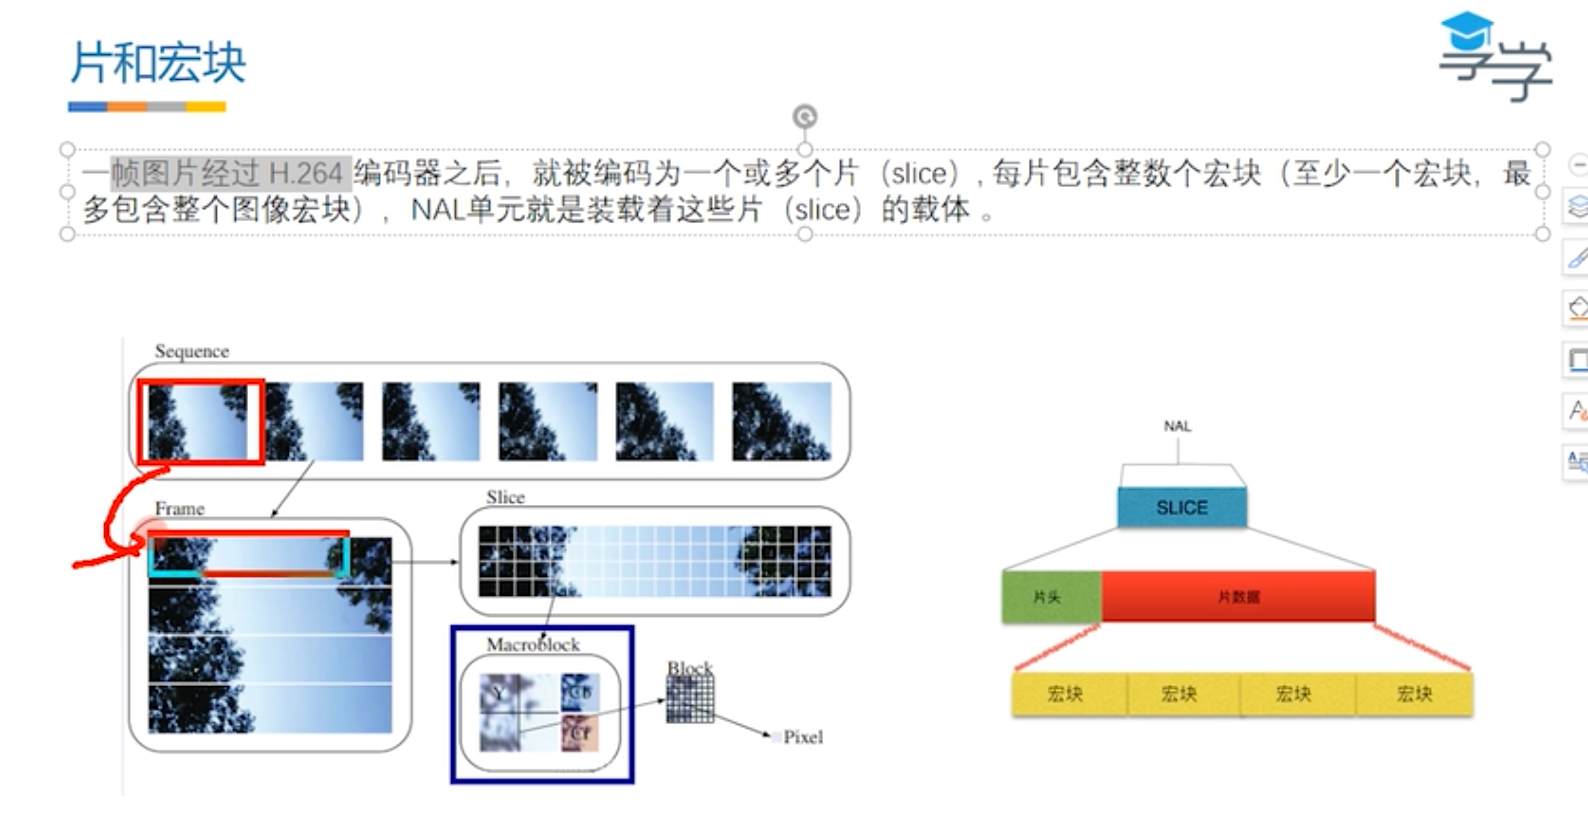 片和宏块
享学
一帧图片经过 H.264 编码器之后，就被编码为一个或多个片（slice）, 每片包含整数个宏块（至少一个宏块，最
多包含整个图像宏块），NAL单元就是装载着这些片（slice）的载体 。
Sequence
Frame
Slice
Macroblock
Y
Cb
Cr
Block
Pixel
NAL
SLICE
片头
片数据
宏块
宏块
宏块
宏块